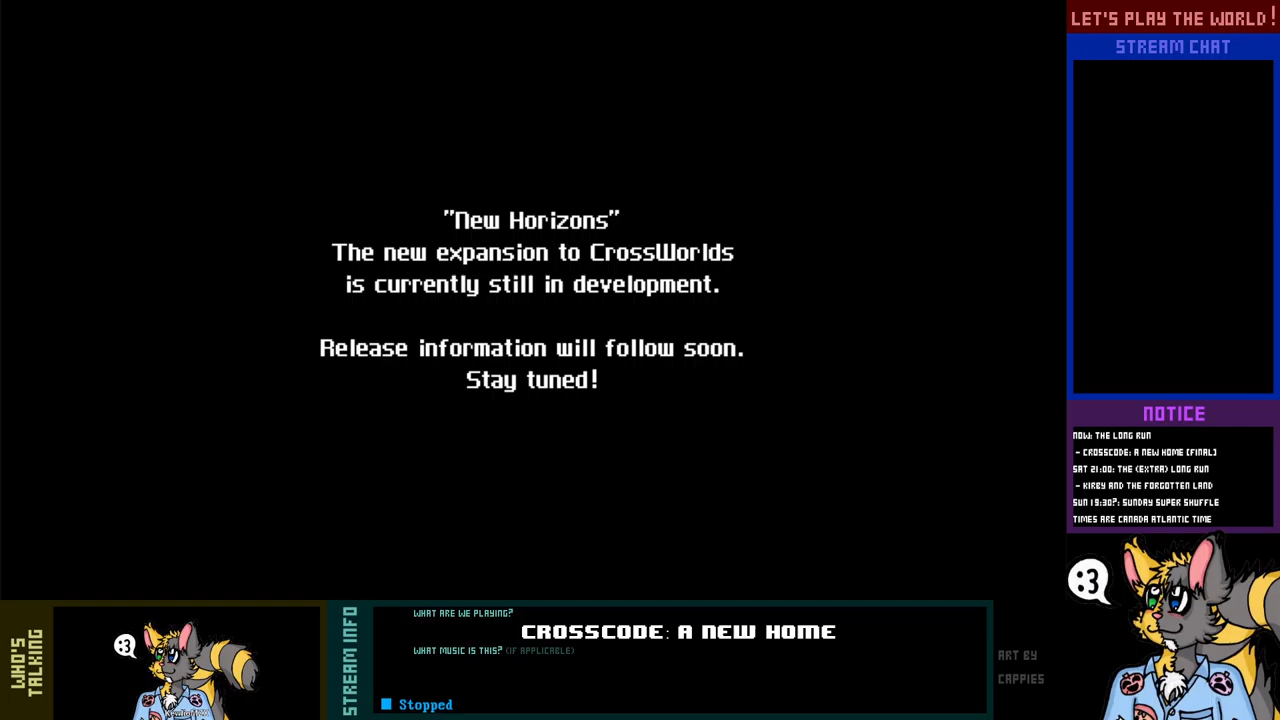 LET'S PLAY THE WORLD!
STREAM CHAT
"New Horizons"
The new expansion to CrossWorlds
is currently still in development.
Release information will follow soon.
Stay tuned!
NOTICE
NOW: THE LONG RUN
- CROSSCODE: A NEW HOME [FINAL]
SAT 21:00: THE (EXTRA) LONG RUN
- KIRBY AND THE FORGOTTEN LAND
SUN 19:30?: SUNDAY SUPER SHUFFLE
TIMES ARE CANADA ATLANTIC TIME
:3
WHO'S
TALKING
:3
STREAM INFO
WHAT ARE WE PLAYING?
CROSSCODE: A NEW HOME
WHAT MUSIC IS THIS? (IF APPLICABLE)
Stopped
ART BY
CAPPIES